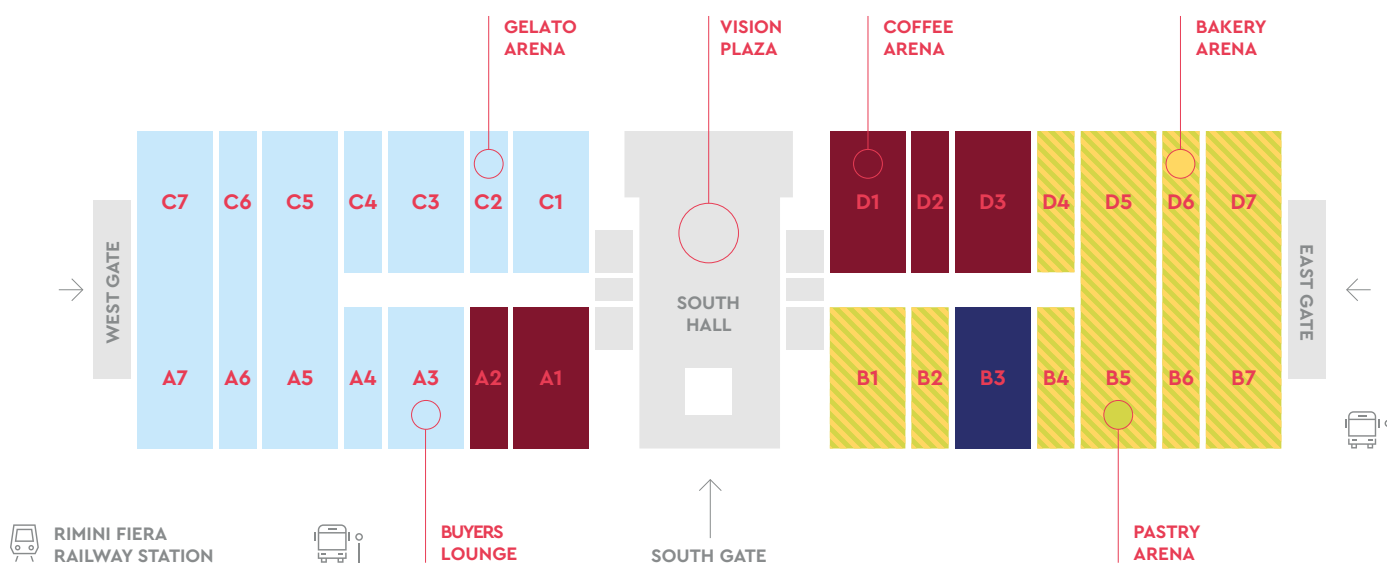 GELATO
ARENA
VISION
PLAZA
COFFEE
ARENA
BAKERY
ARENA
C7 C6 C5 C4 C3 C2 C1 D1 D2 D3 D4 D5 D6 D7
WEST GATE
SOUTH
HALL
EAST GATE
A7 A6 A5 A4 A3 A2 A1 B1 B2 B3 B4 B5 B6 B7
RIMINI FIERA
RAILWAY STATION
BUYERS
LOUNGE
SOUTH GATE
PASTRY
ARENA